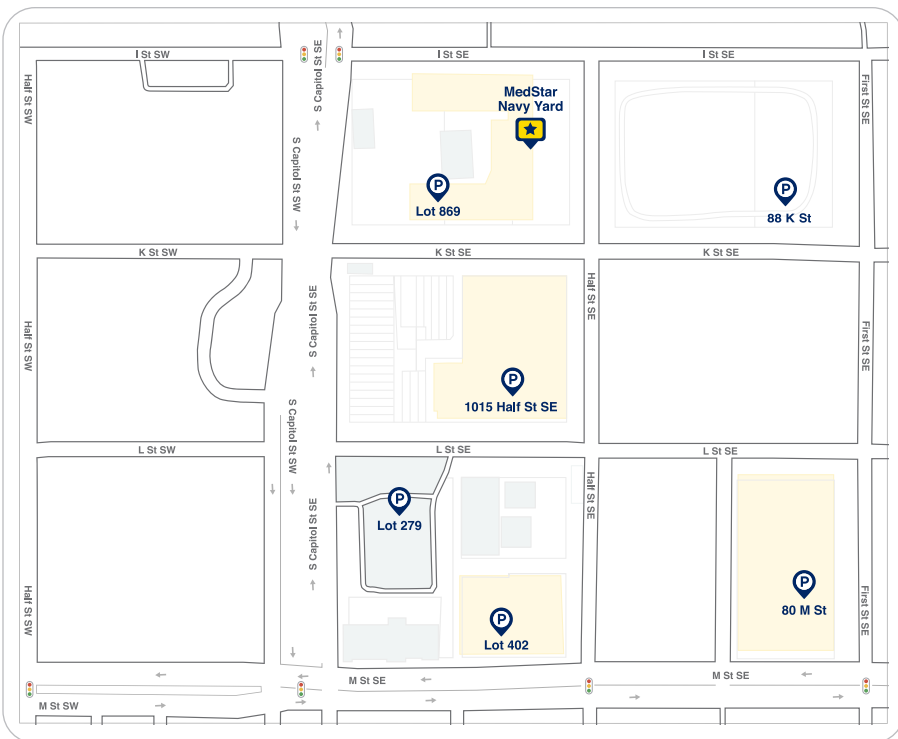 I St SW
I St SE
I St SE
Half St SW
S Capitol St SE
First St SE
MedStar
Navy Yard
S Capitol St SW
P
Lot 869
P
88 K St
K St SW
K St SE
K St SE
Half St SW
S Capitol St SE
Half St SE
First St SE
P
1015 Half St SE
S Capitol St SW
L St SW
L St SE
L St SE
Half St SE
P
Lot 279
S Capitol St SE
Half St SW
P
80 M St
First St SE
P
Lot 402
M St SE
M St SE
M St SW